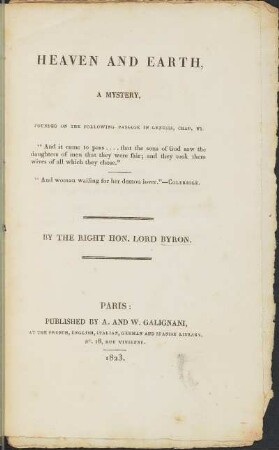 HEAVEN AND EARTH,
A MYSTERY,
FOUNDED ON THE FOLLOWING PASSAGE IN GENESIS, CHAP. VI.
"And it came to pass .... that the sons of God saw the
daughters of men that they were fair; and they took them
wives of all which they chose."
"And woman wailing for her demon lover."—COLERIDGE.
BY THE RIGHT HON. LORD BYRON.
PARIS:
PUBLISHED BY A. AND W. GALIGNANI,
AT THE FRENCH, ENGLISH, ITALIAN, GERMAN AND SPANISH LIBRARY,
Nº. 18, RUE VIVIENNE.
1823.